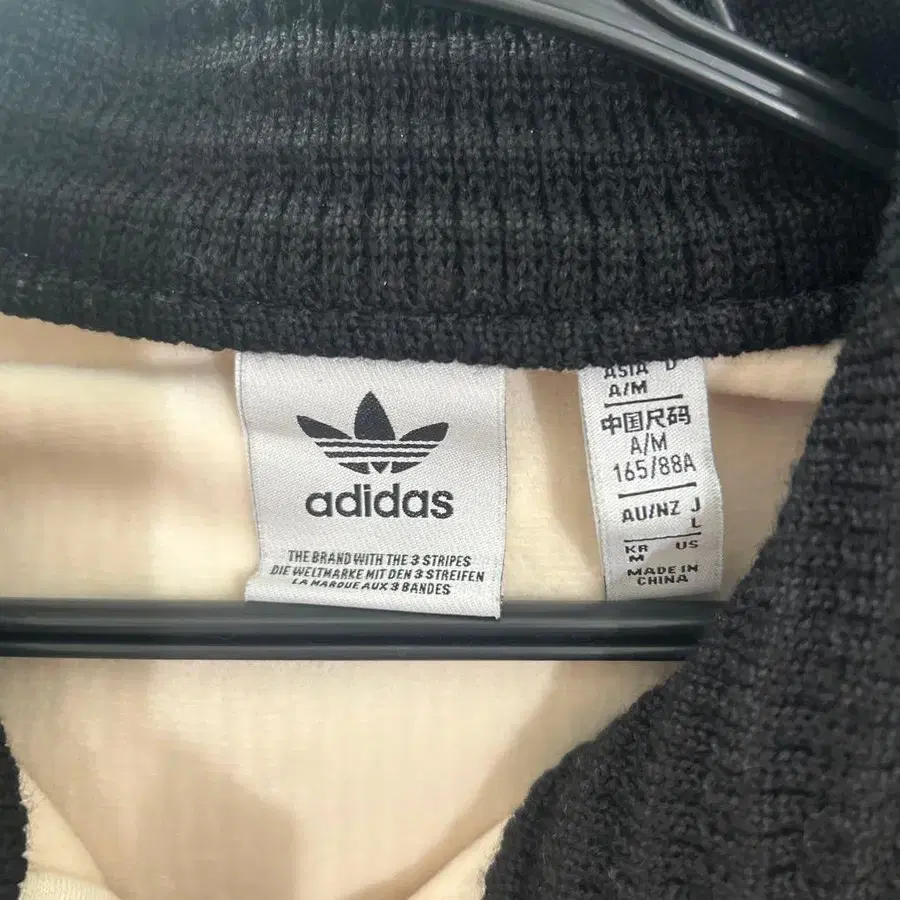 adidas
THE BRAND WITH THE 3 STRIPES
DIE WELTMARKE MIT DEN 3 STREIFEN
LA MARQUE AUX 3 BANDES
ASIA D
A/M
中国尺码
A/M
165/88A
AU/NZ J
L
KR US
M
MADE IN
CHINA